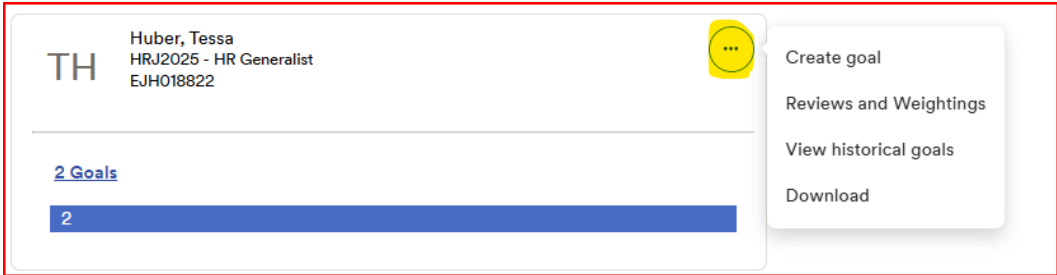 TH
Huber, Tessa
HRJ2025 - HR Generalist
EJH018822
...
Create goal
Reviews and Weightings
View historical goals
Download
2 Goals
2